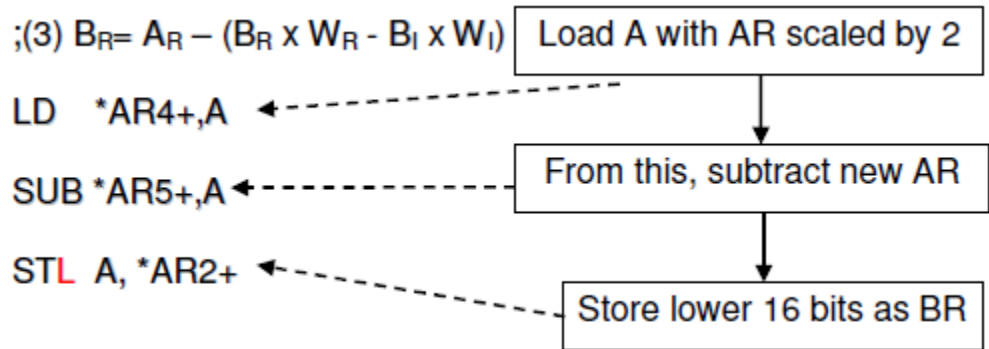 ;(3) BR= AR – (BR x WR - BI x WI)
Load A with AR scaled by 2
LD *AR4+,A
From this, subtract new AR
SUB *AR5+,A
STL A, *AR2+
Store lower 16 bits as BR